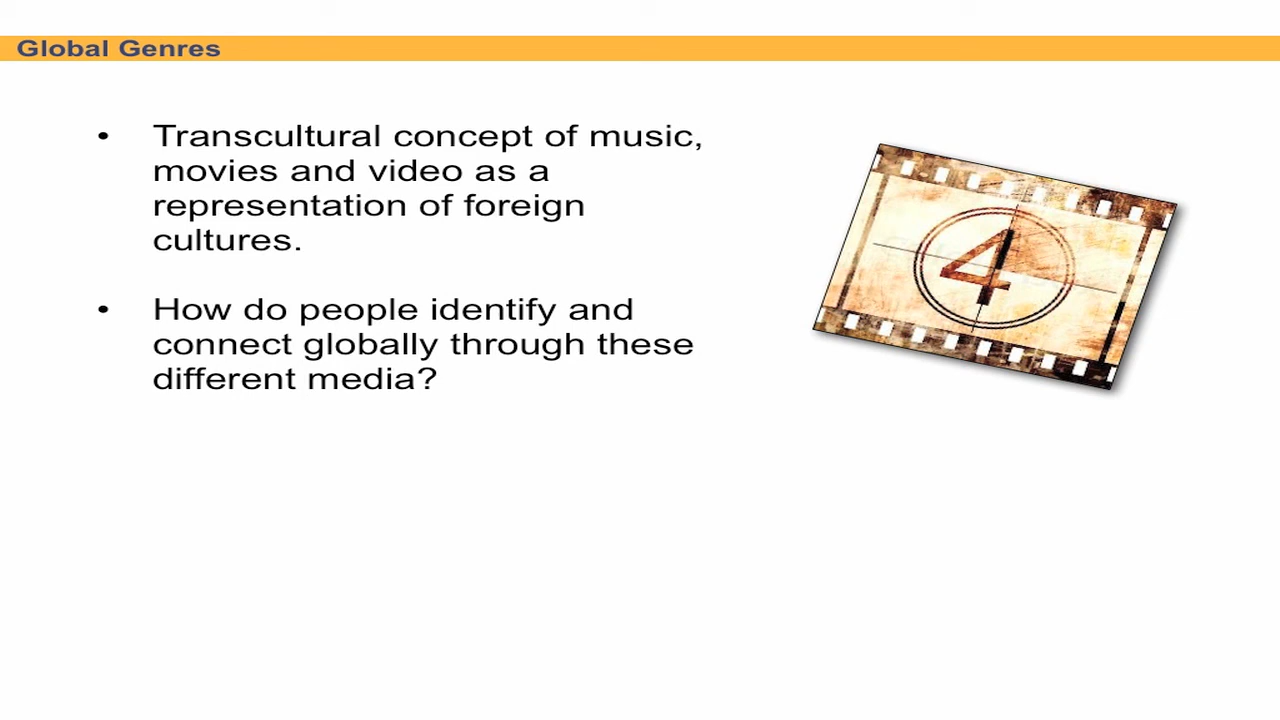 Global Genres
• Transcultural concept of music,
movies and video as a
representation of foreign
cultures.
• How do people identify and
connect globally through these
different media?
4